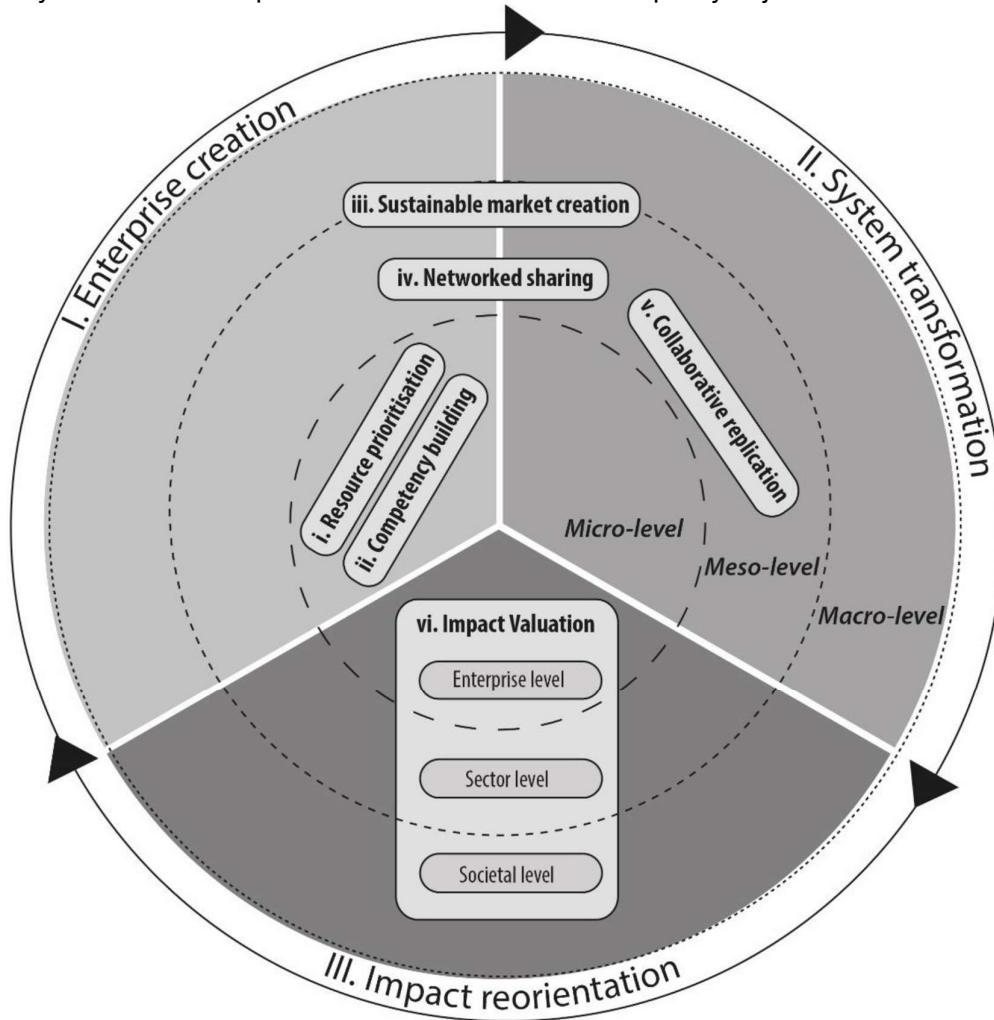 I. Enterprise creation
II. System transformation
iii. Sustainable market creation
iv. Networked sharing
v. Collaborative replication
i. Resource prioritisation
ii. Competency building
Micro-level
Meso-level
Macro-level
vi. Impact Valuation
Enterprise level
Sector level
Societal level
III. Impact reorientation